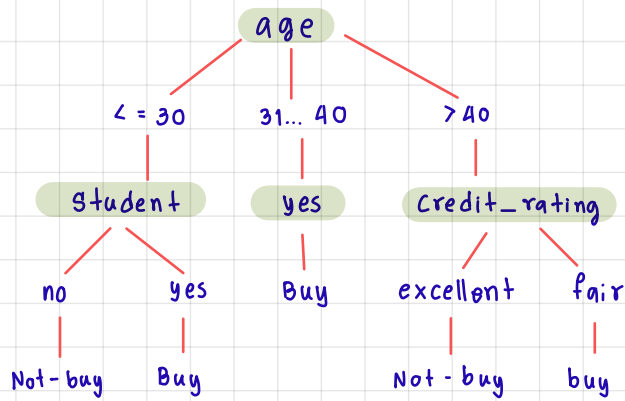 age
<= 30 31... 40 > 40
Student yes Credit_rating
no yes Buy excellent fair
Not-buy Buy Not-buy buy